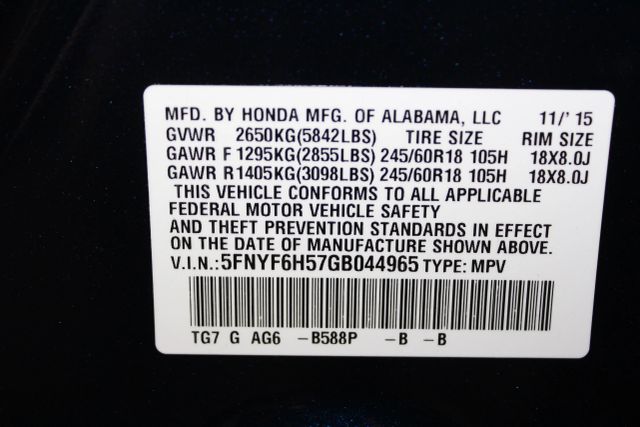 MFD. BY HONDA MFG. OF ALABAMA, LLC 11/' 15
GVWR 2650KG(5842LBS) TIRE SIZE RIM SIZE
GAWR F 1295KG(2855LBS) 245/60R18 105H 18X8.0J
GAWR R 1405KG(3098LBS) 245/60R18 105H 18X8.0J
THIS VEHICLE CONFORMS TO ALL APPLICABLE
FEDERAL MOTOR VEHICLE SAFETY
AND THEFT PREVENTION STANDARDS IN EFFECT
ON THE DATE OF MANUFACTURE SHOWN ABOVE.
V.I.N.:5FNYF6H57GB044965 TYPE: MPV
TG7 G AG6 -B588P -B -B